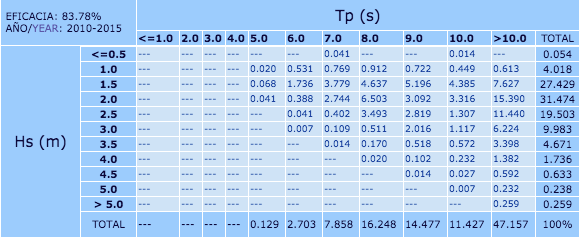 EFICACIA: 83.78%
AÑO/YEAR: 2010-2015
Tp (s)
<=1.0 2.0 3.0 4.0 5.0 6.0 7.0 8.0 9.0 10.0 >10.0 TOTAL
<=0.5 --- --- --- --- --- --- 0.041 --- --- 0.014 --- 0.054
1.0 --- --- --- --- 0.020 0.531 0.769 0.912 0.722 0.449 0.613 4.018
1.5 --- --- --- --- 0.068 1.736 3.779 4.637 5.196 4.385 7.627 27.429
2.0 --- --- --- --- 0.041 0.388 2.744 6.503 3.092 3.316 15.390 31.474
2.5 --- --- --- --- --- 0.041 0.402 3.493 2.819 1.307 11.440 19.503
Hs (m)
3.0 --- --- --- --- --- 0.007 0.109 0.511 2.016 1.117 6.224 9.983
3.5 --- --- --- --- --- --- 0.014 0.170 0.518 0.572 3.398 4.671
4.0 --- --- --- --- --- --- --- 0.020 0.102 0.232 1.382 1.736
4.5 --- --- --- --- --- --- --- --- 0.014 0.027 0.592 0.633
5.0 --- --- --- --- --- --- --- --- --- 0.007 0.232 0.238
> 5.0 --- --- --- --- --- --- --- --- --- --- 0.259 0.259
TOTAL --- --- --- --- 0.129 2.703 7.858 16.248 14.477 11.427 47.157 100%